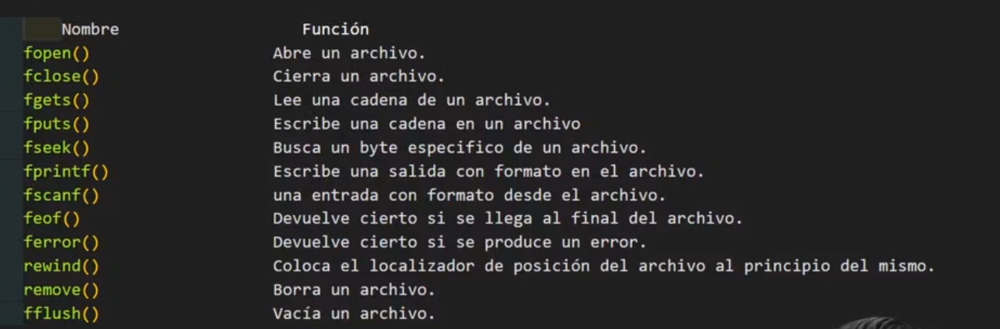 Nombre Función
fopen() Abre un archivo.
fclose() Cierra un archivo.
fgets() Lee una cadena de un archivo.
fputs() Escribe una cadena en un archivo
fseek() Busca un byte especifico de un archivo.
fprintf() Escribe una salida con formato en el archivo.
fscanf() una entrada con formato desde el archivo.
feof() Devuelve cierto si se llega al final del archivo.
ferror() Devuelve cierto si se produce un error.
rewind() Coloca el localizador de posición del archivo al principio del mismo.
remove() Borra un archivo.
fflush() Vacía un archivo.